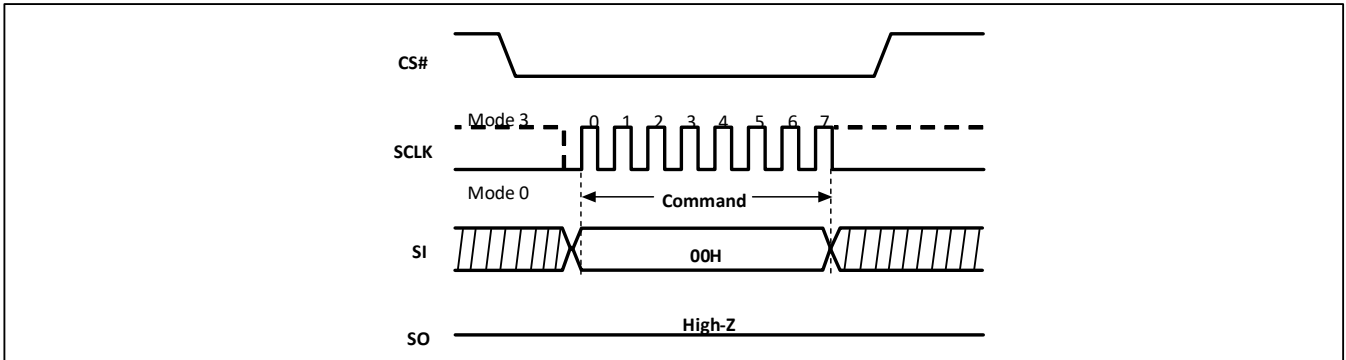 CS#
Mode 3
0 1 2 3 4 5 6 7
SCLK
Mode 0
Command
SI
00H
High-Z
SO